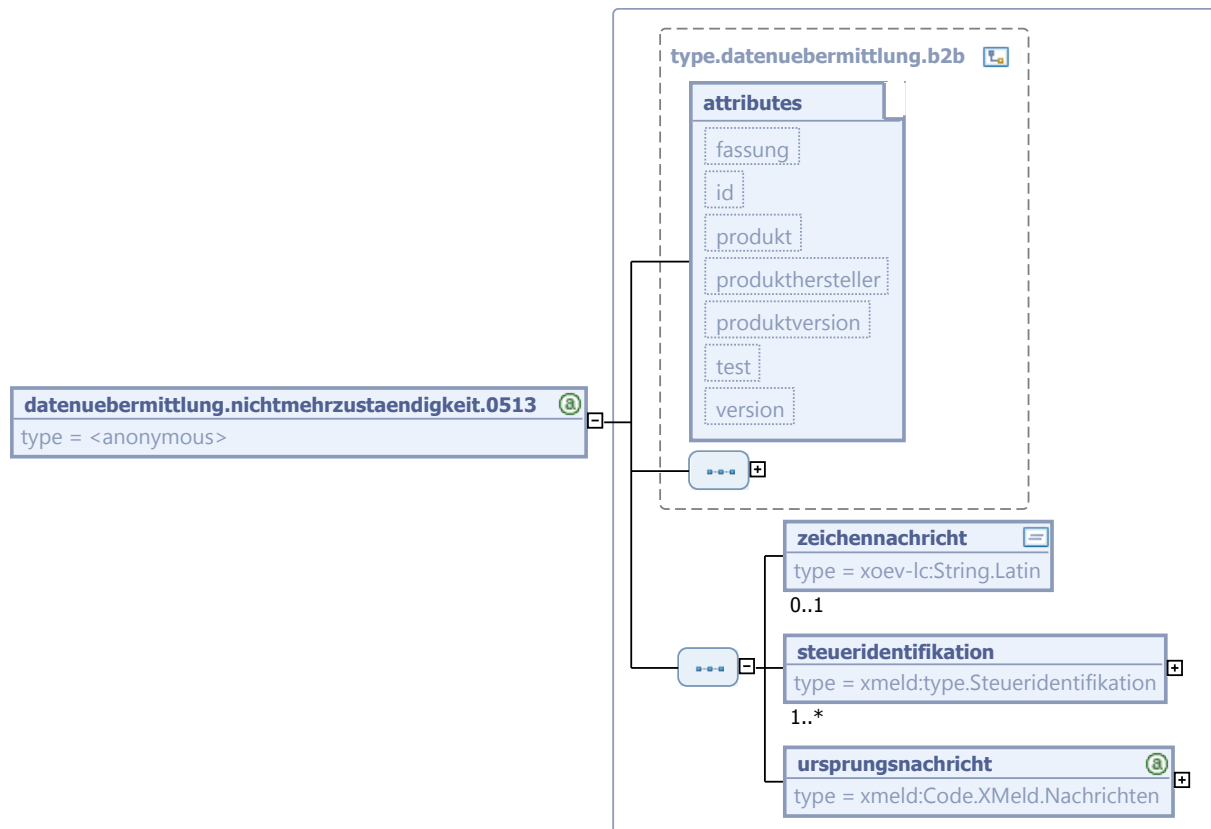 type.datenuebermittlung.b2b
attributes
fassung
id
produkt
produkthersteller
produktversion
test
version
datenuebermittlung.nichtmehrzustaendigkeit.0513
type = <anonymous>
zeichennachricht
type = xoev-lc:String.Latin
0..1
steueridentifikation
type = xmeld:type.Steueridentifikation
1..*
ursprungsnachricht
type = xmeld:Code.XMeld.Nachrichten